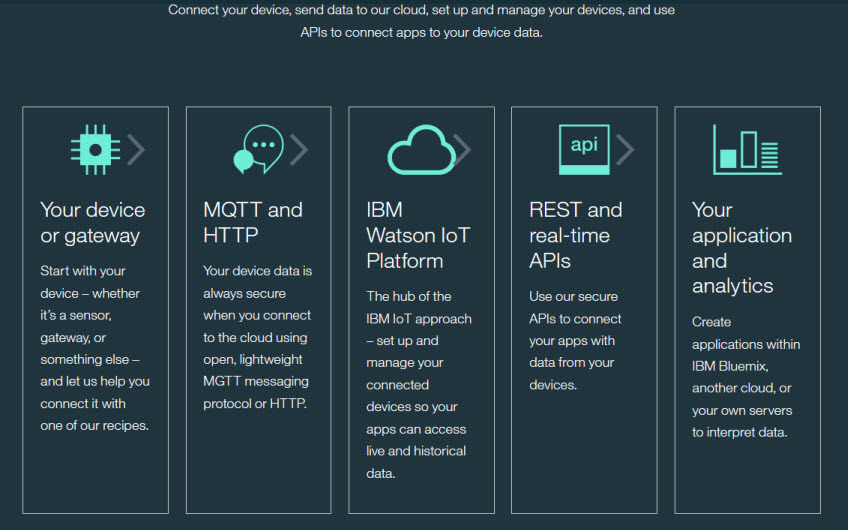 Connect your device, send data to our cloud, set up and manage your devices, and use
APIs to connect apps to your device data.
Your device
or gateway
Start with your
device – whether
it's a sensor,
gateway, or
something else –
and let us help you
connect it with
one of our recipes.
MQTT and
HTTP
Your device data is
always secure
when you connect
to the cloud using
open, lightweight
MGTT messaging
protocol or HTTP.
IBM
Watson IoT
Platform
The hub of the
IBM IoT approach
– set up and
manage your
connected
devices so your
apps can access
live and historical
data.
api
REST and
real-time
APIs
Use our secure
APIs to connect
your apps with
data from your
devices.
Your
application
and
analytics
Create
applications within
IBM Bluemix,
another cloud, or
your own servers
to interpret data.